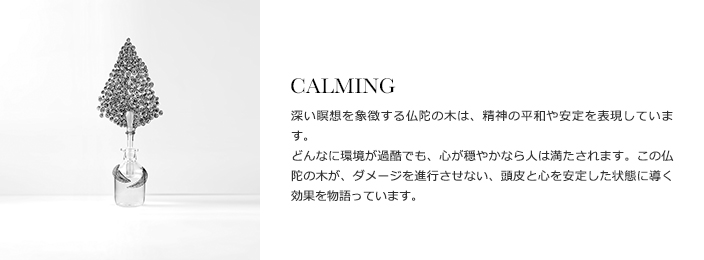 CALMING
深い瞑想を象徴する仏陀の木は、精神の平和や安定を表現していま
す。
どんなに環境が過酷でも、心が穏やかなら人は満たされます。この仏
陀の木が、ダメージを進行させない、頭皮と心を安定した状態に導く
効果を物語っています。